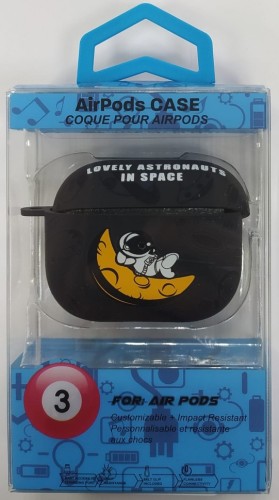 AirPods CASE
COQUE POUR AIRPODS
LOVELY ASTRONAUTS
IN SPACE
3
FOR: AIR PODS
Customizable + Impact Resistant
Personnalisable et résistante
aux chocs